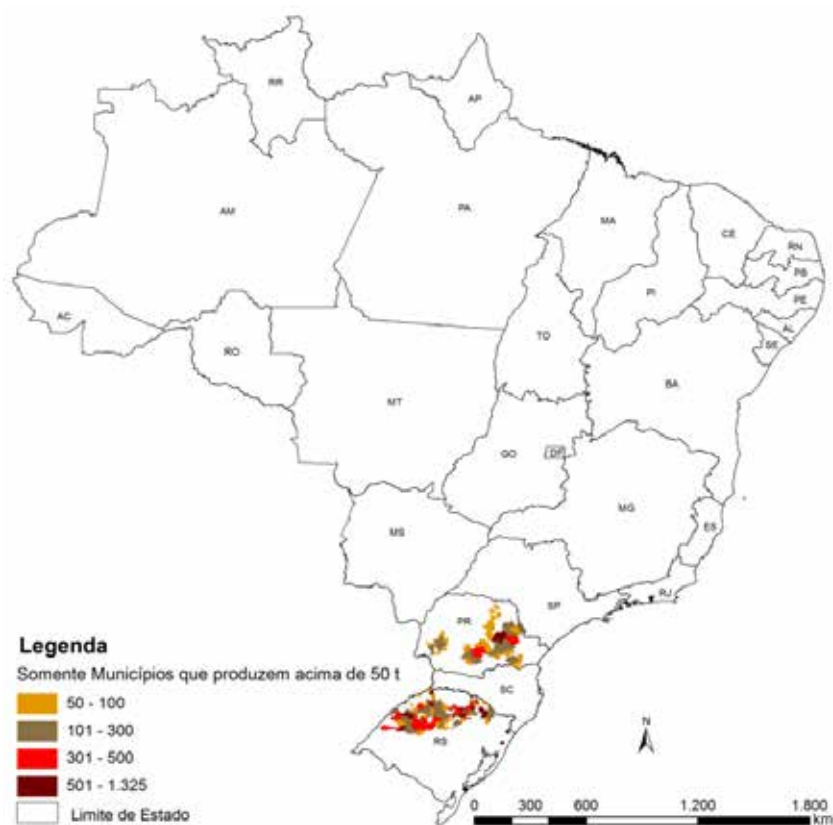 RR
AP
AM
PA
MA
CE
RN
PB
PE
AL
SE
PI
AC
RO
TO
BA
MT
GO
DF
MG
ES
MS
SP
RJ
PR
SC
RS
Legenda
Somente Municípios que produzem acima de 50 t
50 - 100
101 - 300
301 - 500
501 - 1.325
Limite de Estado
N
0 300 600 1.200 1.800
km